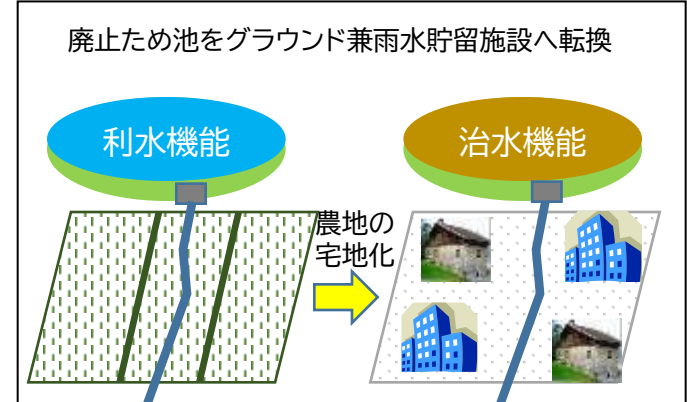 廃止ため池をグラウンド兼雨水貯留施設へ転換
利水機能
治水機能
農地の
宅地化